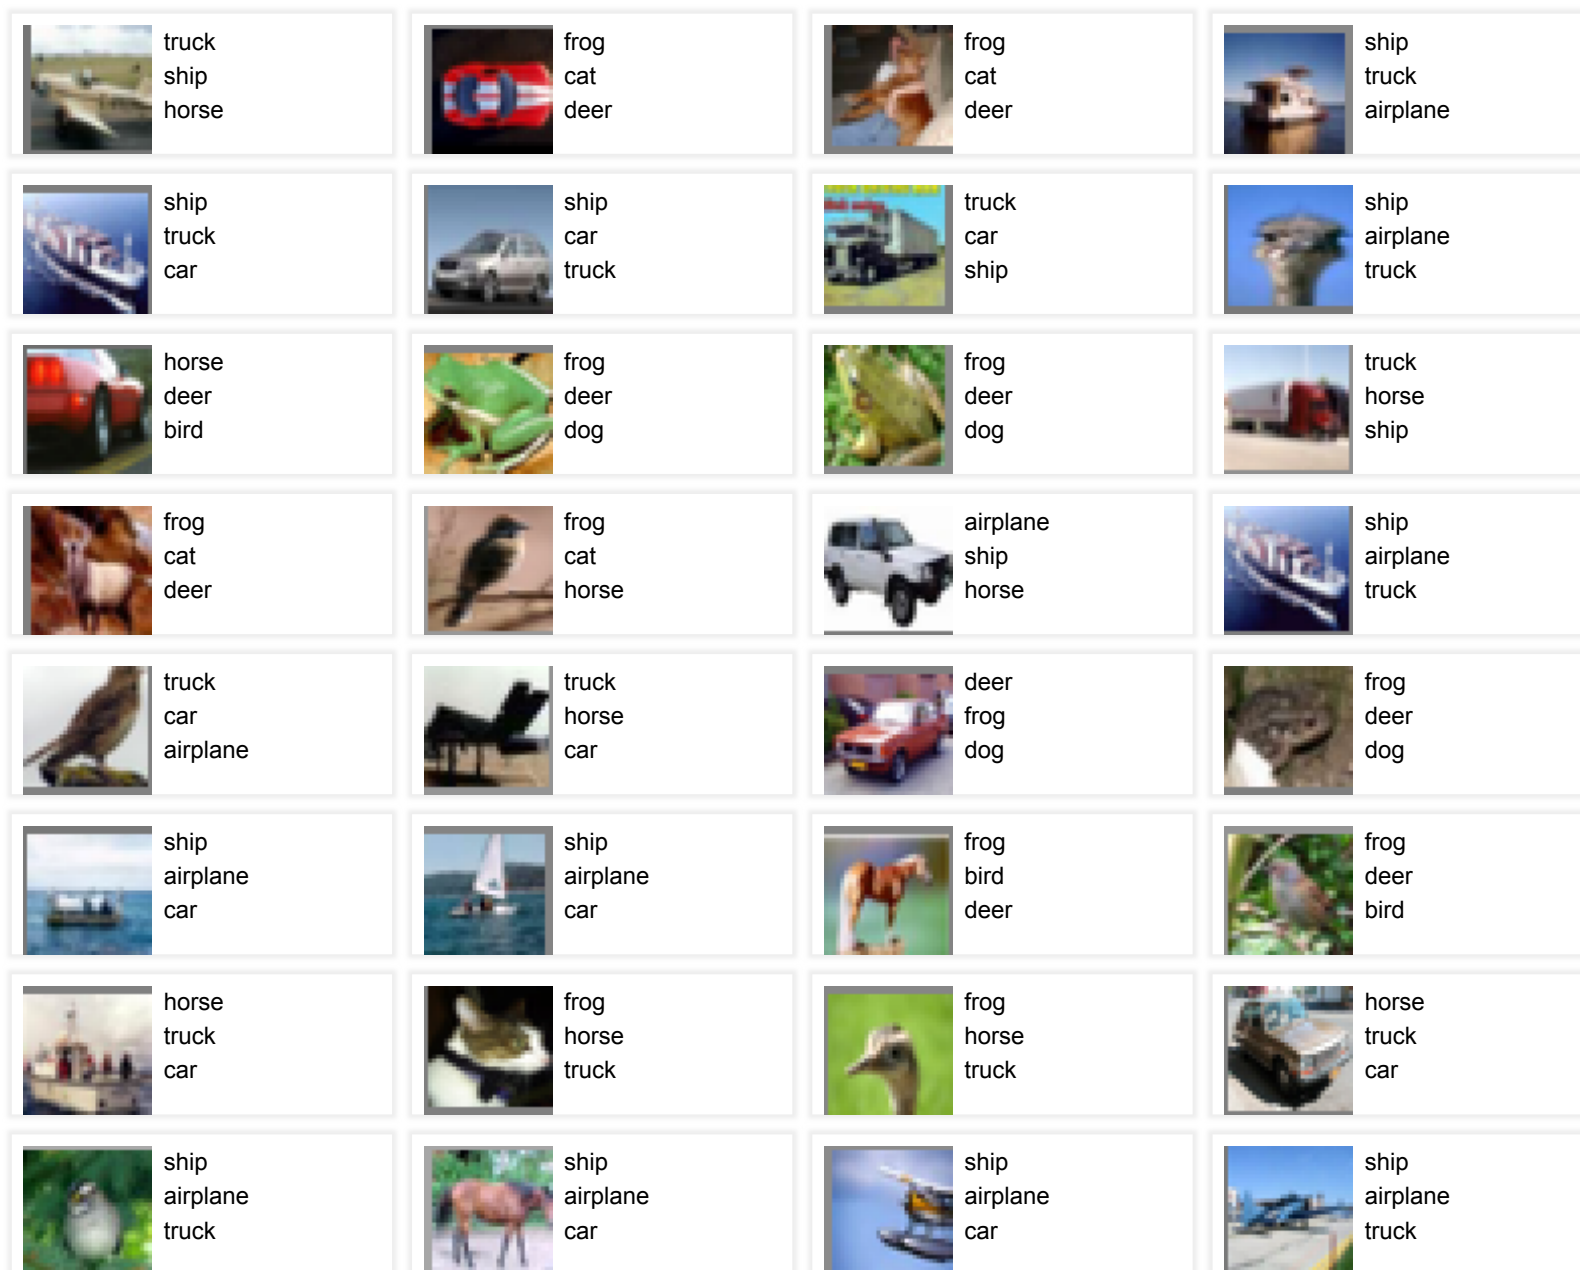 truck
ship
horse
frog
cat
deer
frog
cat
deer
ship
truck
airplane
ship
truck
car
ship
car
truck
truck
car
ship
ship
airplane
truck
horse
deer
bird
frog
deer
dog
frog
deer
dog
truck
horse
ship
frog
cat
deer
frog
cat
horse
airplane
ship
horse
ship
airplane
truck
truck
car
airplane
truck
horse
car
deer
frog
dog
frog
deer
dog
ship
airplane
car
ship
airplane
car
frog
bird
deer
frog
deer
bird
horse
truck
car
frog
horse
truck
frog
horse
truck
horse
truck
car
ship
airplane
truck
ship
airplane
car
ship
airplane
car
ship
airplane
truck